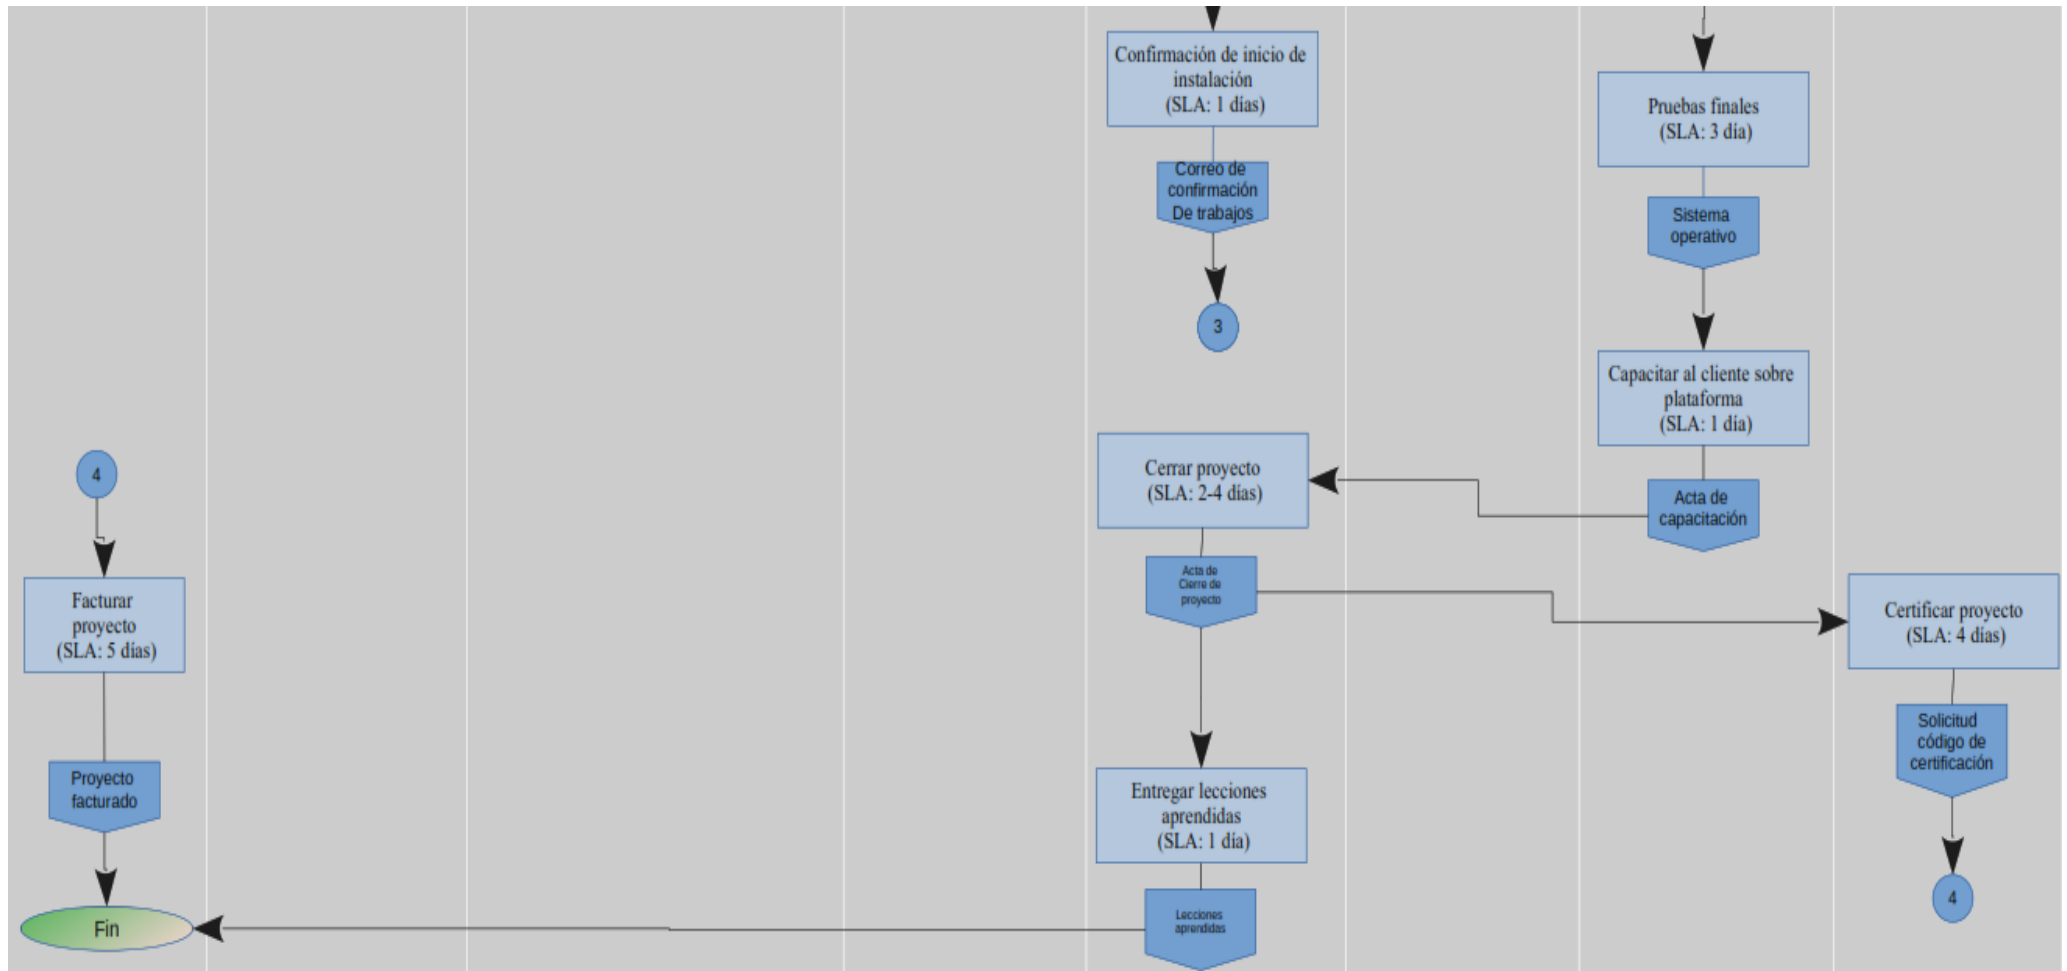 Confirmación de inicio de
instalación
(SLA: 1 días)
Correo de
confirmación
De trabajos
3
Pruebas finales
(SLA: 3 día)
Sistema
operativo
Capacitar al cliente sobre
plataforma
(SLA: 1 día)
Acta de
capacitación
Cerrar proyecto
(SLA: 2-4 días)
Acta de
Cierre de
proyecto
Certificar proyecto
(SLA: 4 días)
Solicitud
código de
certificación
4
Entregar lecciones
aprendidas
(SLA: 1 día)
Lecciones
aprendidas
4
Facturar
proyecto
(SLA: 5 días)
Proyecto
facturado
Fin